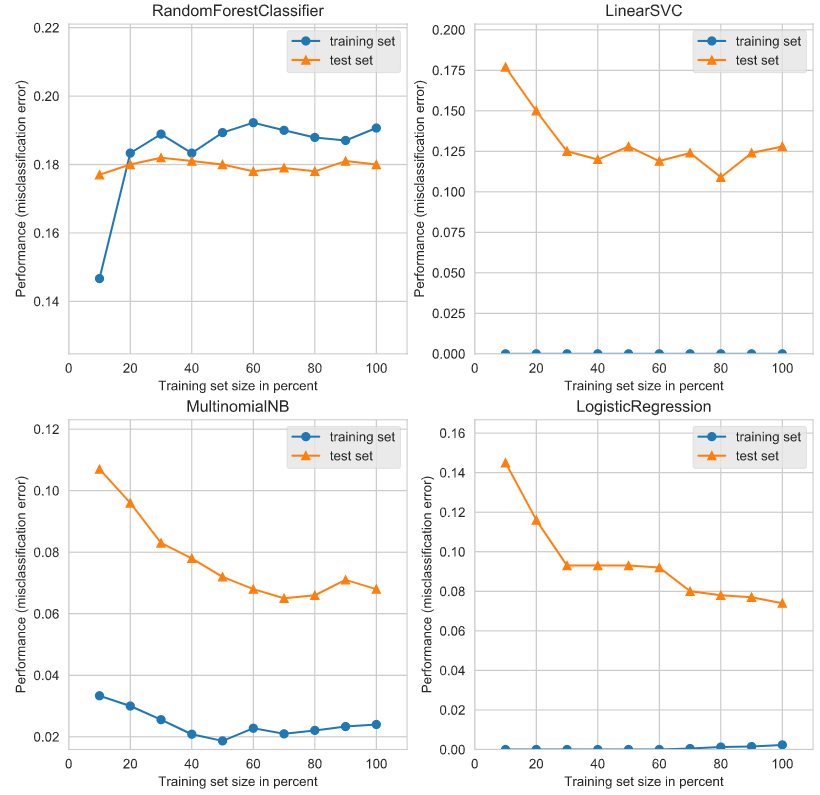 RandomForestClassifier
Performance (misclassification error)
0.22
0.20
0.18
0.16
0.14
training set
test set
0 20 40 60 80 100
Training set size in percent
LinearSVC
Performance (misclassification error)
0.200
0.175
0.150
0.125
0.100
0.075
0.050
0.025
0.000
training set
test set
0 20 40 60 80 100
Training set size in percent
MultinomialNB
Performance (misclassification error)
0.12
0.10
0.08
0.06
0.04
0.02
training set
test set
0 20 40 60 80 100
Training set size in percent
LogisticRegression
Performance (misclassification error)
0.16
0.14
0.12
0.10
0.08
0.06
0.04
0.02
0.00
training set
test set
0 20 40 60 80 100
Training set size in percent